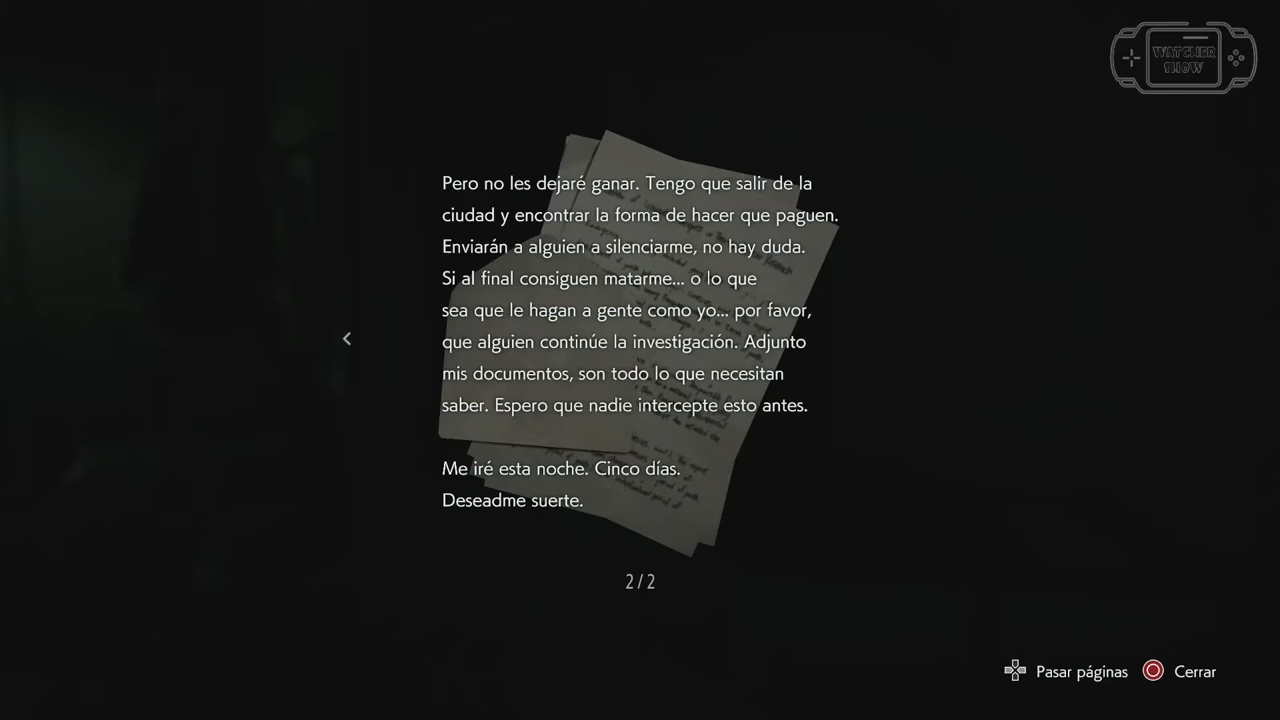 WATCHER
SHOW
Pero no les dejaré ganar. Tengo que salir de la
ciudad y encontrar la forma de hacer que paguen.
Enviarán a alguien a silenciarme, no hay duda.
Si al final consiguen matarme... o lo que
sea que le hagan a gente como yo... por favor,
que alguien continúe la investigación. Adjunto
mis documentos, son todo lo que necesitan
saber. Espero que nadie intercepte esto antes.
Me iré esta noche. Cinco días.
Deseadme suerte.
2 / 2
Pasar páginas
Cerrar